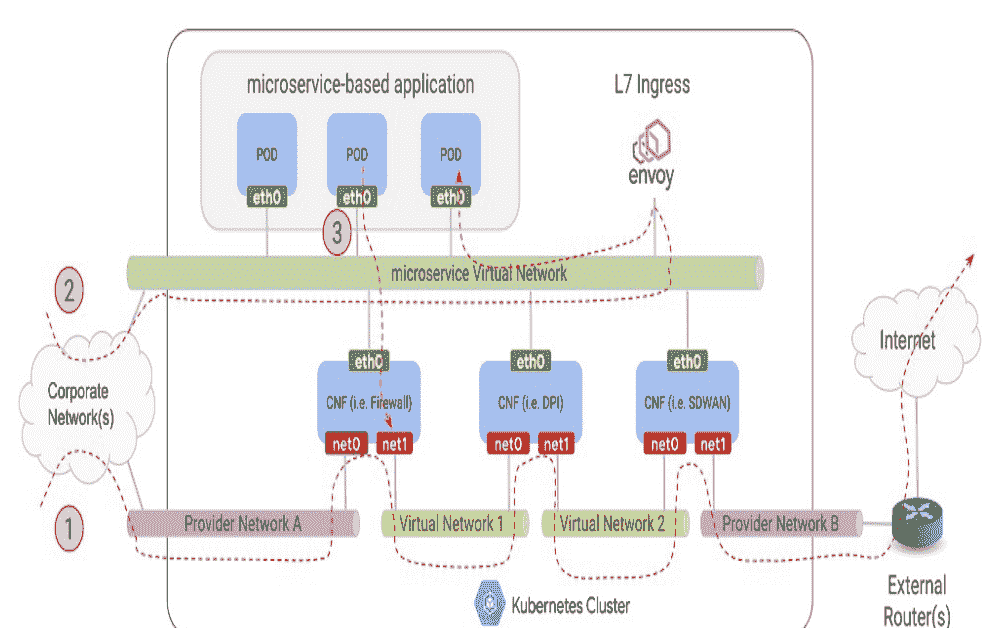 microservice-based application
L7 Ingress
POD
POD
POD
envoy
eth0
eth0
eth0
3
microservice Virtual Network
2
Internet
eth0
eth0
eth0
Corporate
Network(s)
CNF (i.e. Firewall)
CNF (i.e. DPI)
CNF (i.e. SDWAN)
net0
net1
net0
net1
net0
net1
1
Provider Network A
Virtual Network 1
Virtual Network 2
Provider Network B
External
Router(s)
Kubernetes Cluster